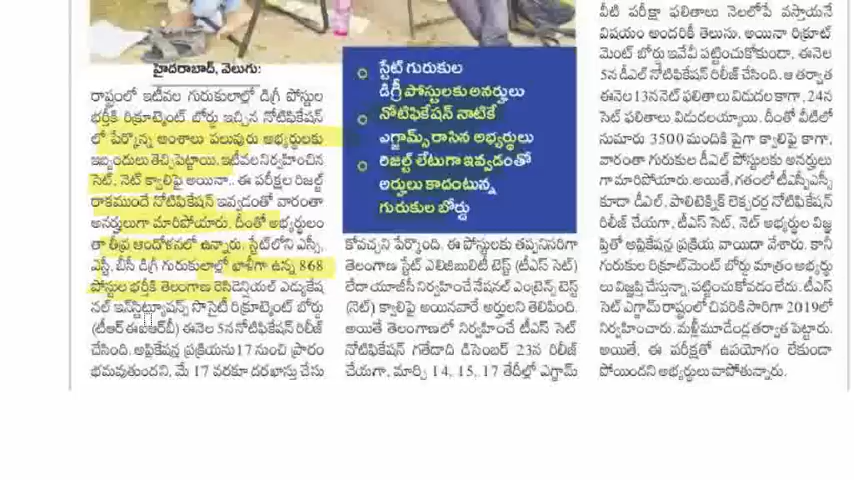 హైదరాబాద్, వెలుగు:
రాష్ట్రంలో ఇటీవల గురుకులాల్లో డిగ్రీ పోస్టుల
భర్తీకి రిక్రూట్మెంట్ బోర్డు ఇచ్చిన నోటిఫికేషన్
లో పేర్కొన్న అంశాలు పలువురు అభ్యర్థులకు
ఇబ్బందులు తెచ్చిపెట్టాయి. ఇటీవల నిర్వహించిన
సెట్, నెట్ క్వాలిఫై అయినా.. ఈ పరీక్షల రిజల్ట్
రాకముందే నోటిఫికేషన్ ఇవ్వడంతో వారంతా
అనర్హులుగా మారిపోయారు. దీంతో అభ్యర్థులం
తా తీవ్ర ఆందోళనలో ఉన్నారు. స్టేట్‌లోని ఎస్సీ,
ఎస్టీ, బీసీ డిగ్రీ గురుకులాల్లో ఖాళీగా ఉన్న 868
పోస్టుల భర్తీకి తెలంగాణ రెసిడెన్షియల్ ఎడ్యుకేష
నల్ ఇన్‌స్టిట్యూషన్స్ సొసైటీ రిక్రూట్మెంట్ బోర్డు
(టీఆర్ఈఐఆర్‌బీ) ఈనెల 5న నోటిఫికేషన్ రిలీజ్
చేసింది. అప్లికేషన్ల ప్రక్రియను 17 నుంచి ప్రారం
భమవుతుందని, మే 17 వరకూ దరఖాస్తు చేసు
స్టేట్ గురుకుల
డిగ్రీ పోస్టులకు అనర్హులు
నోటిఫికేషన్ నాటికే
ఎగ్జామ్స్ రాసిన అభ్యర్థులు
రిజల్ట్ లేటుగా ఇవ్వడంతో
అర్హులు కాదంటున్న
గురుకుల బోర్డు
కోవచ్చని పేర్కొంది. ఈ పోస్టులకు తప్పనిసరిగా
తెలంగాణ స్టేట్ ఎలిజిబులిటీ టెస్ట్ (టీఎస్ సెట్)
లేదా యూజీసీ నిర్వహించే నేషనల్ ఎంట్రెన్స్ టెస్ట్
(నెట్) క్వాలిఫై అయినవారే అర్హులని తెలిపింది.
అయితే తెలంగాణలో నిర్వహించే టీఎస్ సెట్
నోటిఫికేషన్ గతేడాది డిసెంబర్ 23న రిలీజ్
చేయగా, మార్చి 14, 15, 17 తేదీల్లో ఎగ్జామ్
వీటి పరీక్షా ఫలితాలు నెలలోపే వస్తాయనే
విషయం అందరికీ తెలుసు. అయినా రిక్రూట్
మెంట్ బోర్డు ఇవేవీ పట్టించుకోకుండా, ఈనెల
5న డీఎల్ నోటిఫికేషన్ రిలీజ్ చేసింది. ఆ తర్వాత
ఈనెల 13న నెట్ ఫలితాలు విడుదల కాగా, 24న
సెట్ ఫలితాలు విడుదలయ్యాయి. దీంతో వీటిలో
సుమారు 3500 మందికి పైగా క్వాలిఫై కాగా,
వారంతా గురుకుల డీఎల్ పోస్టులకు అనర్హులు
గా మారిపోయారు. అయితే, గతంలో టీఎస్పీఎస్సీ
కూడా డీఎల్, పాలిటెక్నిక్ లెక్చరర్ల నోటిఫికేషన్
రిలీజ్ చేయగా, టీఎస్ సెట్, నెట్ అభ్యర్థుల విజ్ఞ
ప్తితో అప్లికేషన్ల ప్రక్రియ వాయిదా వేశారు. కానీ
గురుకుల రిక్రూట్‌మెంట్ బోర్డు మాత్రం అభ్యర్థు
లు విజ్ఞప్తి చేస్తున్నా, పట్టించుకోవడం లేదు. టీఎస్
సెట్ ఎగ్జామ్ రాష్ట్రంలో చివరికి సారిగా 2019లో
నిర్వహించారు. మళ్లీ మూడేండ్ల తర్వాత పెట్టారు.
అయితే, ఈ పరీక్షతో ఉపయోగం లేకుండా
పోయిందని అభ్యర్థులు వాపోతున్నారు.